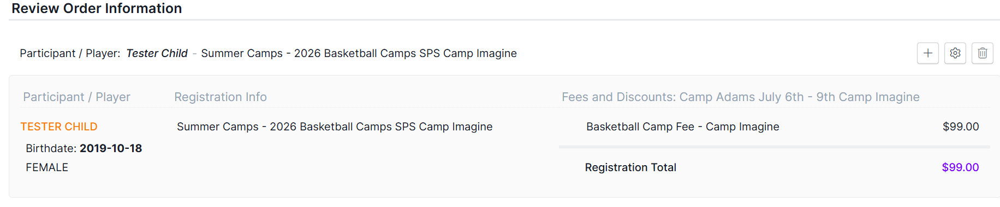 Review Order Information
Participant / Player: Tester Child - Summer Camps - 2026 Basketball Camps SPS Camp Imagine
Participant / Player Registration Info Fees and Discounts: Camp Adams July 6th - 9th Camp Imagine
TESTER CHILD Summer Camps - 2026 Basketball Camps SPS Camp Imagine Basketball Camp Fee - Camp Imagine $99.00
Birthdate: 2019-10-18
FEMALE Registration Total $99.00